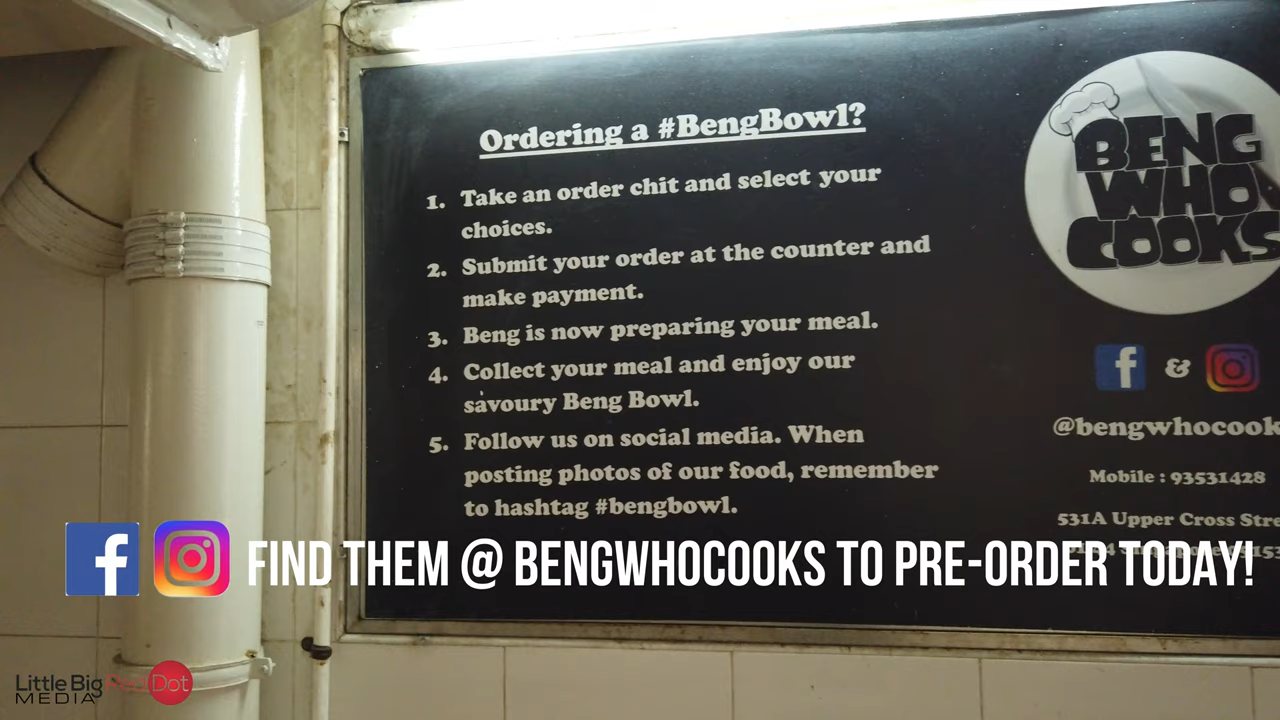 Ordering a #BengBowl?
1. Take an order chit and select your
choices.
2. Submit your order at the counter and
make payment.
3. Beng is now preparing your meal.
4. Collect your meal and enjoy our
savoury Beng Bowl.
5. Follow us on social media. When
posting photos of our food, remember
to hashtag #bengbowl.
BENG
WHO
COOKS
&
@bengwhocook
Mobile : 93531428
531A Upper Cross Stre
FIND THEM @ BENGWHOCOOKS TO PRE-ORDER TODAY!
Little Big Red Dot
MEDIA